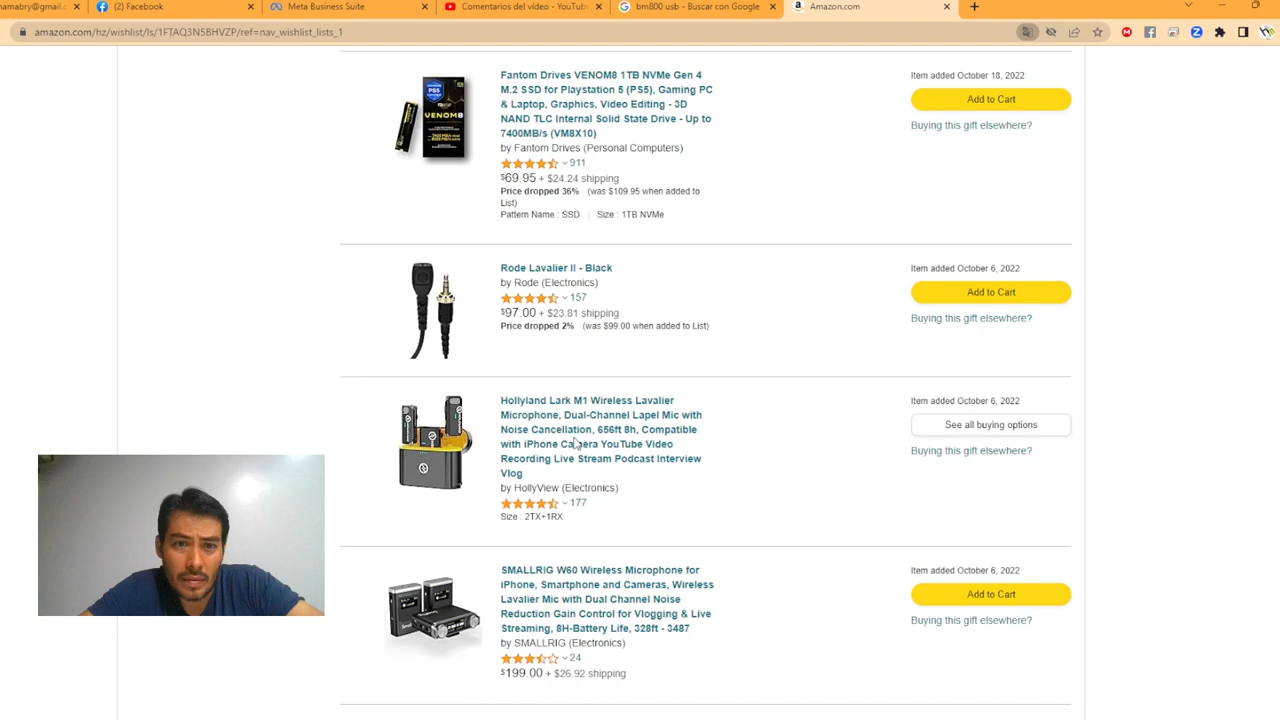 namabry@gmail.c
(2) Facebook
Meta Business Suite
Comentarios del vídeo - YouTube
bm800 usb - Buscar con Google
Amazon.com
amazon.com/hz/wishlist/ls/1FTAQ3N5BHVZP/ref=nav_wishlist_lists_1
Fantom Drives VENOM8 1TB NVMe Gen 4
M.2 SSD for Playstation 5 (PS5), Gaming PC
& Laptop, Graphics, Video Editing - 3D
NAND TLC Internal Solid State Drive - Up to
7400MB/s (VM8X10)
by Fantom Drives (Personal Computers)
911
$69.95 + $24.24 shipping
Price dropped 36% (was $109.95 when added to
List)
Pattern Name : SSD | Size : 1TB NVMe
Item added October 18, 2022
Add to Cart
Buying this gift elsewhere?
VENOM8
Rode Lavalier II - Black
by Rode (Electronics)
157
$97.00 + $23.81 shipping
Price dropped 2% (was $99.00 when added to List)
Item added October 6, 2022
Add to Cart
Buying this gift elsewhere?
Hollyland Lark M1 Wireless Lavalier
Microphone, Dual-Channel Lapel Mic with
Noise Cancellation, 656ft 8h, Compatible
with iPhone Camera YouTube Video
Recording Live Stream Podcast Interview
Vlog
by HollyView (Electronics)
177
Size : 2TX+1RX
Item added October 6, 2022
See all buying options
Buying this gift elsewhere?
SMALLRIG W60 Wireless Microphone for
iPhone, Smartphone and Cameras, Wireless
Lavalier Mic with Dual Channel Noise
Reduction Gain Control for Vlogging & Live
Streaming, 8H-Battery Life, 328ft - 3487
by SMALLRIG (Electronics)
24
$199.00 + $26.92 shipping
Item added October 6, 2022
Add to Cart
Buying this gift elsewhere?